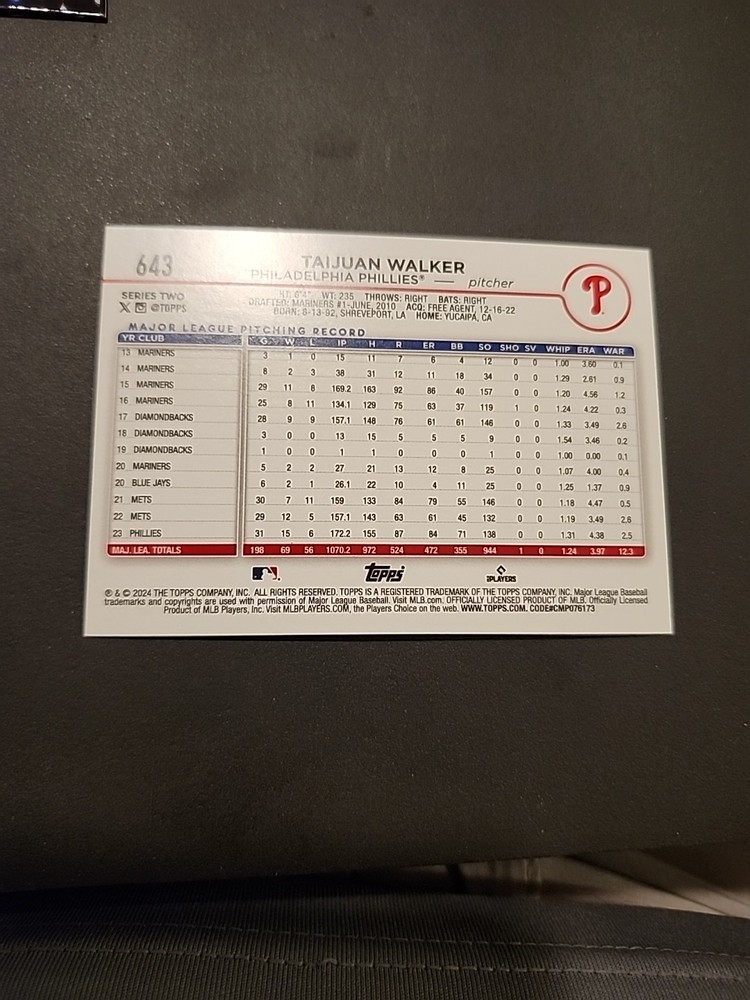 643
TAIJUAN WALKER
PHILADELPHIA PHILLIES® — pitcher
P
SERIES TWO
@TOPPS
HT: 6'4" WT: 235 THROWS: RIGHT BATS: RIGHT
DRAFTED: MARINERS #1-JUNE, 2010 ACQ: FREE AGENT, 12-16-22
BORN: 8-13-92, SHREVEPORT, LA HOME: YUCAIPA, CA
MAJOR LEAGUE PITCHING RECORD
YR CLUB G W L IP H R ER BB SO SHO SV WHIP ERA WAR
13 MARINERS 3 1 0 15 11 7 6 4 12 0 0 1.00 3.60 0.1
14 MARINERS 8 2 3 38 31 12 11 18 34 0 0 1.29 2.61 0.9
15 MARINERS 29 11 8 169.2 163 92 86 40 157 0 0 1.20 4.56 1.2
16 MARINERS 25 8 11 134.1 129 75 63 37 119 1 0 1.24 4.22 0.3
17 DIAMONDBACKS 28 9 9 157.1 148 76 61 61 146 0 0 1.33 3.49 2.6
18 DIAMONDBACKS 3 0 0 13 15 5 5 5 9 0 0 1.54 3.46 0.2
19 DIAMONDBACKS 1 0 0 1 1 0 0 0 1 0 0 1.00 0.00 0.1
20 MARINERS 5 2 2 27 21 13 12 8 25 0 0 1.07 4.00 0.4
20 BLUE JAYS 6 2 1 26.1 22 10 4 11 25 0 0 1.25 1.37 0.9
21 METS 30 7 11 159 133 84 79 55 146 0 0 1.18 4.47 0.5
22 METS 29 12 5 157.1 143 63 61 45 132 0 0 1.19 3.49 2.6
23 PHILLIES 31 15 6 172.2 155 87 84 71 138 0 0 1.31 4.38 2.5
MAJ. LEA. TOTALS 198 69 56 1070.2 972 524 472 355 944 1 0 1.24 3.97 12.3
Topps
PLAYERS
® & © 2024 THE TOPPS COMPANY, INC. ALL RIGHTS RESERVED. TOPPS IS A REGISTERED TRADEMARK OF THE TOPPS COMPANY, INC. Major League Baseball
trademarks and copyrights are used with permission of Major League Baseball. Visit MLB.com. OFFICIALLY LICENSED PRODUCT OF MLB. Officially Licensed
Product of MLB Players, Inc. Visit MLBPLAYERS.COM, the Players Choice on the web. WWW.TOPPS.COM. CODE#CMP076173